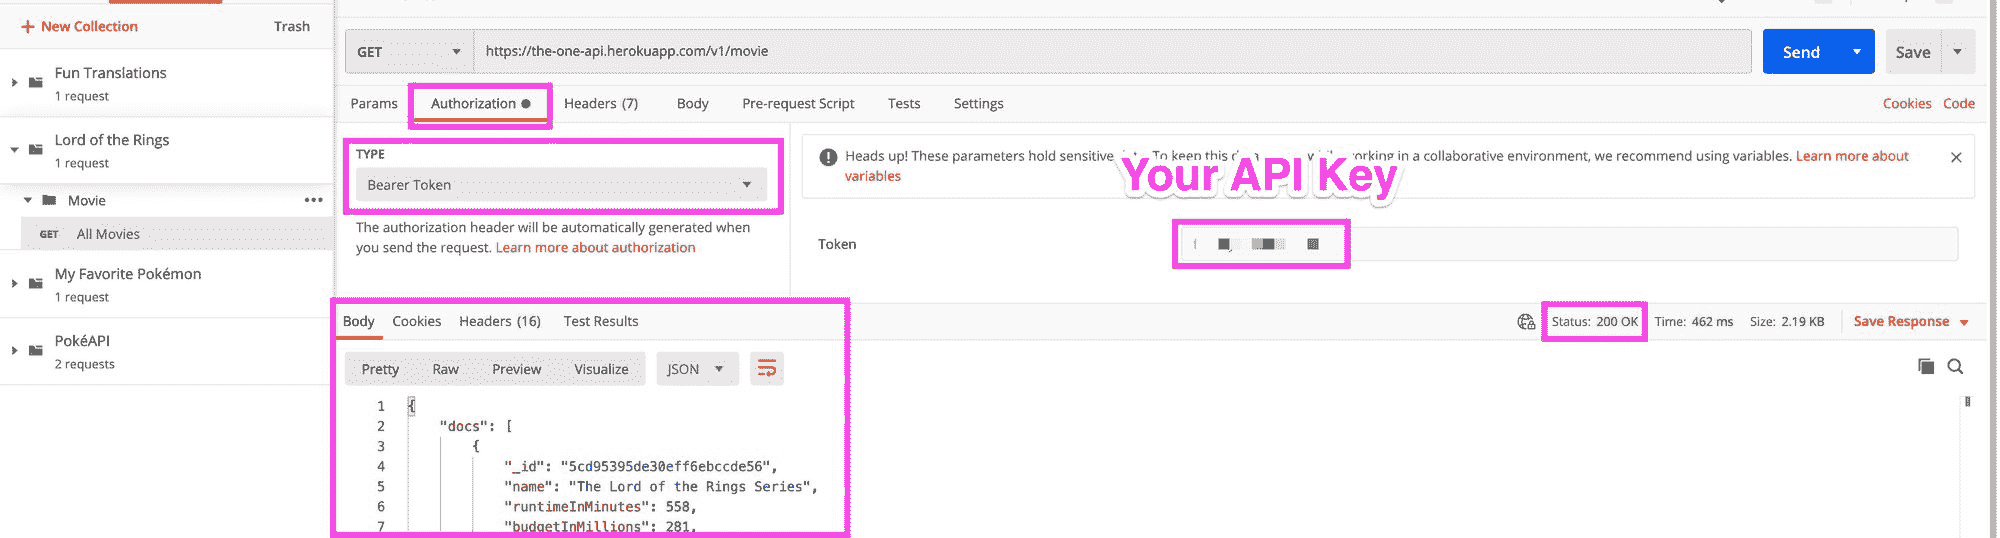 + New Collection
Trash
Fun Translations
1 request
Lord of the Rings
1 request
Movie
GET All Movies
My Favorite Pokémon
1 request
PokéAPI
2 requests
GET
https://the-one-api.herokuapp.com/v1/movie
Send
Save
Params
Authorization
Headers (7)
Body
Pre-request Script
Tests
Settings
Cookies
Code
TYPE
Bearer Token
The authorization header will be automatically generated when
you send the request. Learn more about authorization
Heads up! These parameters hold sensitive To keep this working in a collaborative environment, we recommend using variables. Learn more about
variables
Your API Key
Token
Body
Cookies
Headers (16)
Test Results
Status: 200 OK
Time: 462 ms
Size: 2.19 KB
Save Response
Pretty
Raw
Preview
Visualize
JSON
1 {
2 "docs": [
3 {
4 "_id": "5cd95395de30eff6ebccde56",
5 "name": "The Lord of the Rings Series",
6 "runtimeInMinutes": 558,
7 "budgetInMillions": 281,